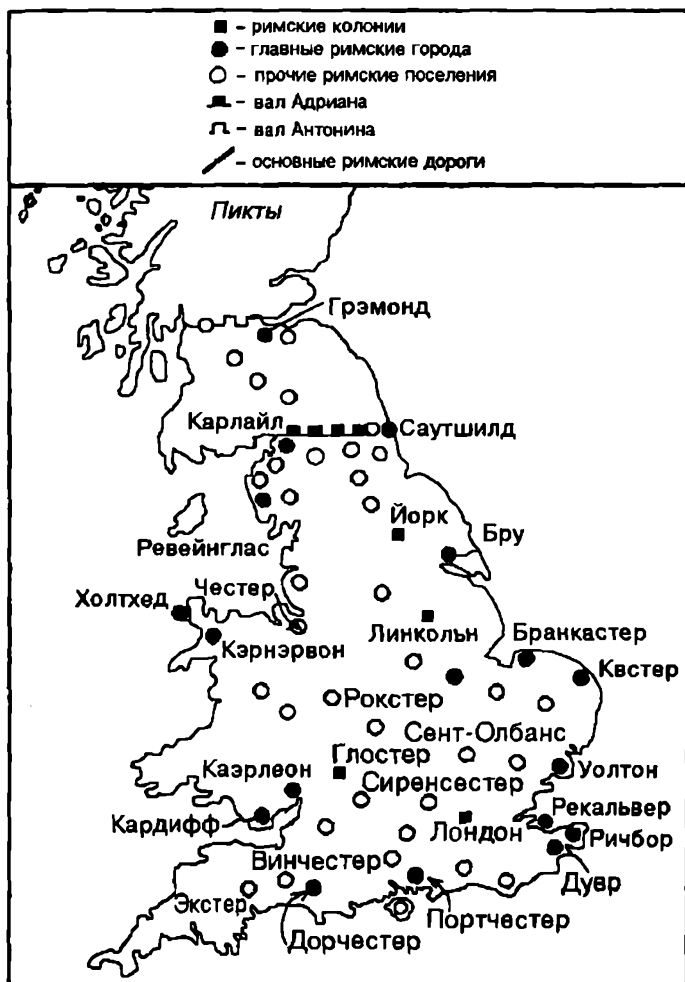 - римские колонии
- главные римские города
- прочие римские поселения
- вал Адриана
- вал Антонина
- основные римские дороги
Пикты
Грэмонд
Карлайл
Саутшилд
Йорк
Бру
Ревейнглас
Честер
Холтхед
Линкольн
Бранкастер
Кэрнэрвон
Квстер
Рокстер
Сент-Олбанс
Глостер
Уолтон
Каэрлеон
Сиренсестер
Рекальвер
Кардифф
Лондон
Ричбор
Винчестер
Дувр
Экстер
Портчестер
Дорчестер